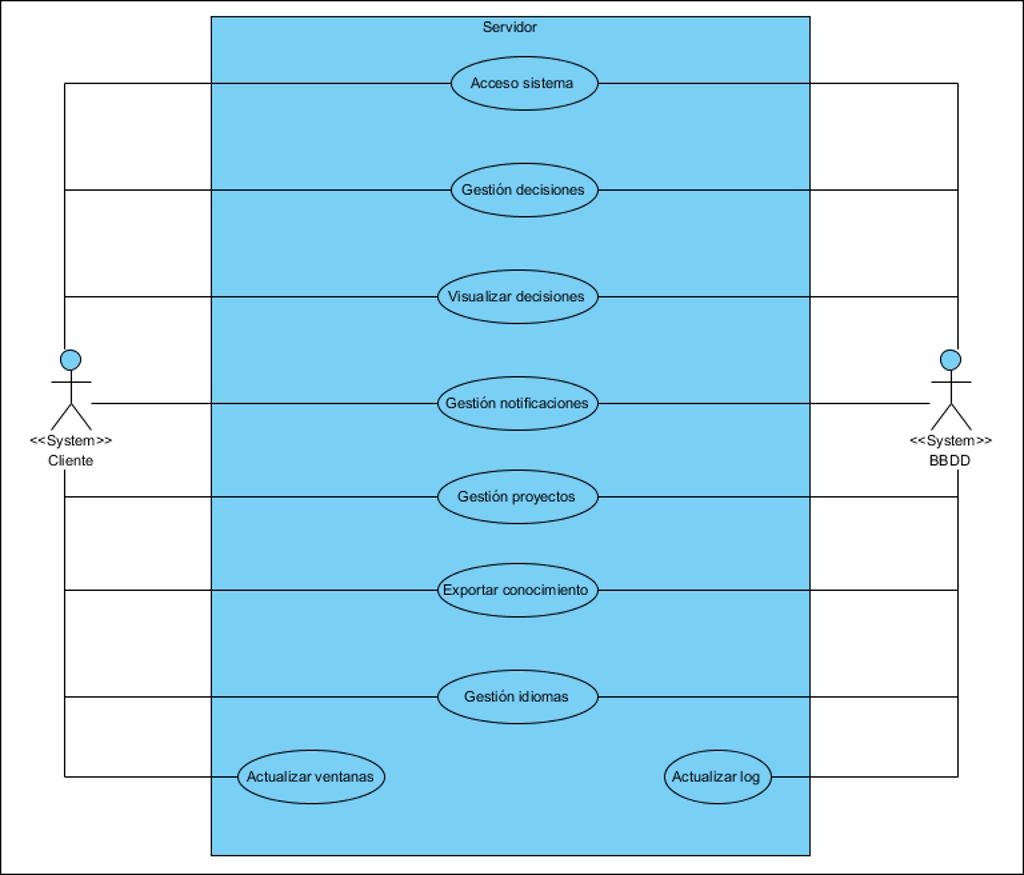 Servidor
Acceso sistema
Gestión decisiones
Visualizar decisiones
Gestión notificaciones
<<System>>
Cliente
<<System>>
BBDD
Gestión proyectos
Exportar conocimiento
Gestión idiomas
Actualizar ventanas
Actualizar log